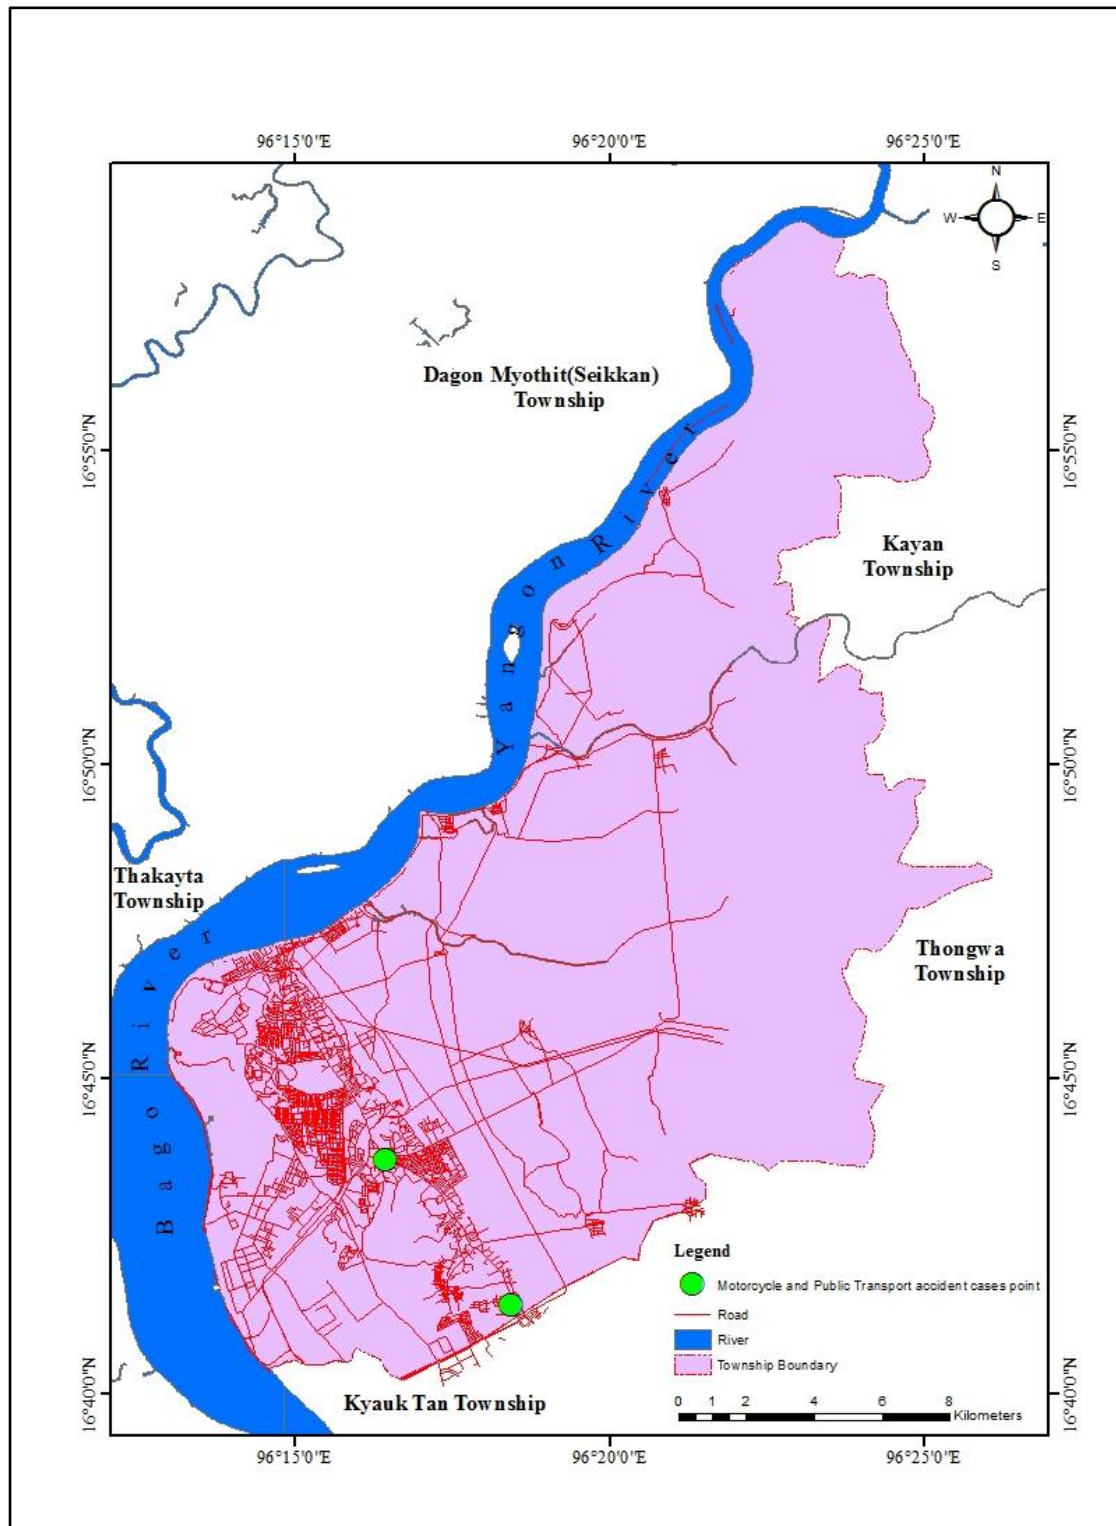 96°15'0"E
96°20'0"E
96°25'0"E
N
W
E
S
Dagon Myothit(Seikkan)
Township
16°55'0"N
16°55'0"N
Kayan
Township
Yangon River
16°50'0"N
16°50'0"N
Thakayta
Township
Thongwa
Township
Bago River
16°45'0"N
16°45'0"N
Legend
Motorcycle and Public Transport accident cases point
Road
River
Township Boundary
Kyauk Tan Township
16°40'0"N
16°40'0"N
0 1 2 4 6 8
Kilometers
96°15'0"E
96°20'0"E
96°25'0"E